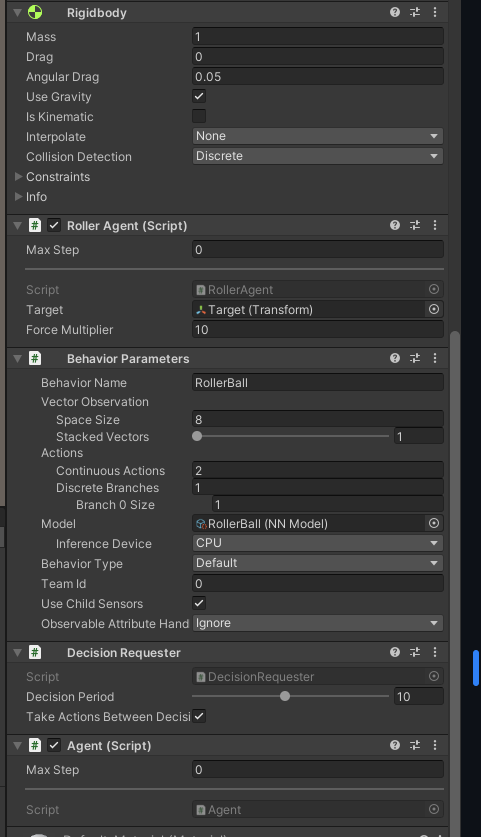 Rigidbody
Mass 1
Drag 0
Angular Drag 0.05
Use Gravity
Is Kinematic
Interpolate None
Collision Detection Discrete
Constraints
Info
# Roller Agent (Script)
Max Step 0
Script # RollerAgent
Target Target (Transform)
Force Multiplier 10
# Behavior Parameters
Behavior Name RollerBall
Vector Observation
Space Size 8
Stacked Vectors 1
Actions
Continuous Actions 2
Discrete Branches 1
Branch 0 Size 1
Model RollerBall (NN Model)
Inference Device CPU
Behavior Type Default
Team Id 0
Use Child Sensors
Observable Attribute Hand Ignore
# Decision Requester
Script # DecisionRequester
Decision Period 10
Take Actions Between Decisi
# Agent (Script)
Max Step 0
Script # Agent